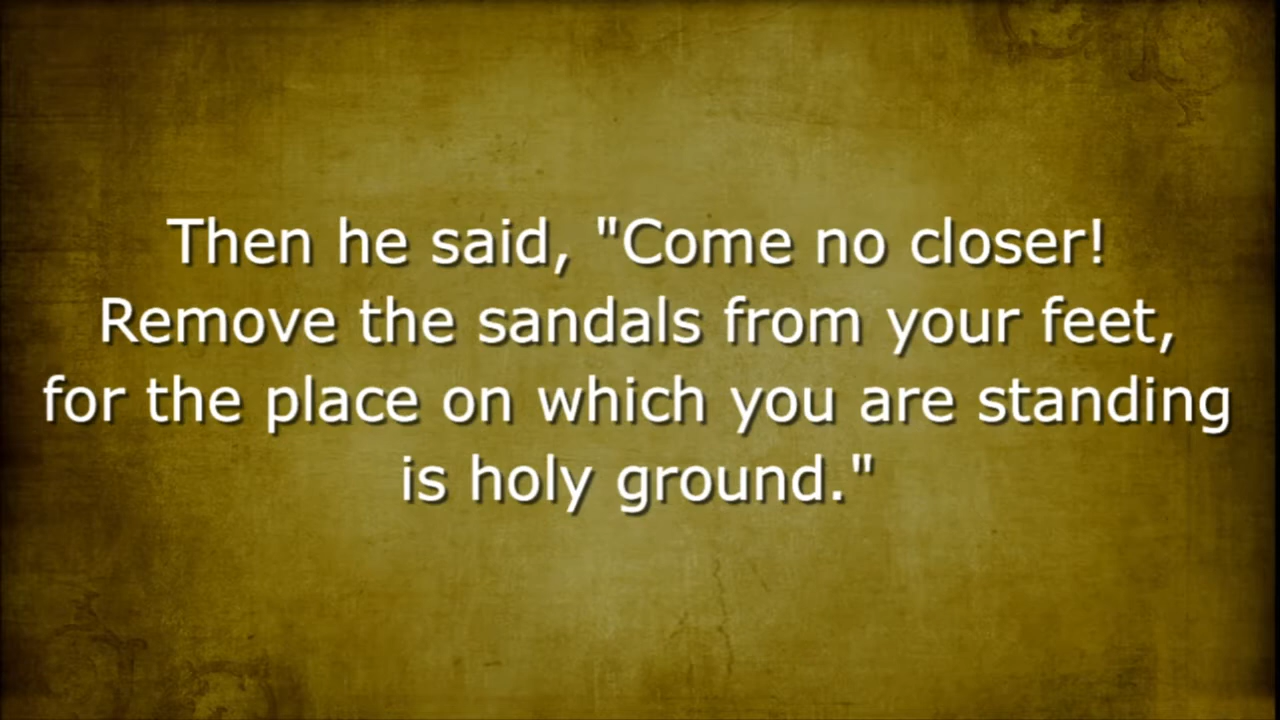 Then he said, "Come no closer!
Remove the sandals from your feet,
for the place on which you are standing
is holy ground."